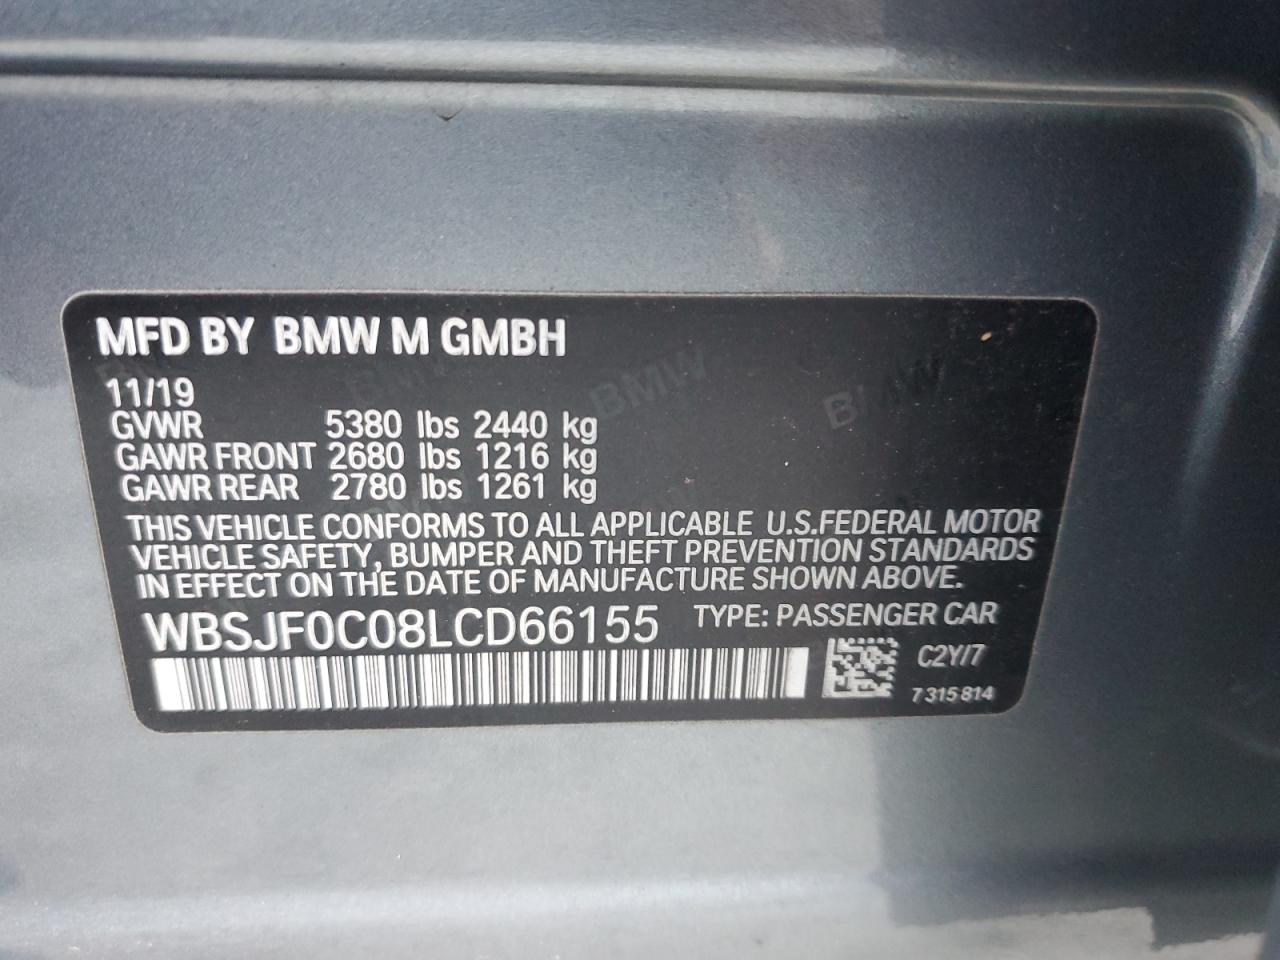 MFD BY BMW M GMBH
11/19
GVWR 5380 lbs 2440 kg
GAWR FRONT 2680 lbs 1216 kg
GAWR REAR 2780 lbs 1261 kg
THIS VEHICLE CONFORMS TO ALL APPLICABLE U.S.FEDERAL MOTOR
VEHICLE SAFETY, BUMPER AND THEFT PREVENTION STANDARDS
IN EFFECT ON THE DATE OF MANUFACTURE SHOWN ABOVE.
WBSJF0C08LCD66155 TYPE: PASSENGER CAR
C2Y/7
7 315 814